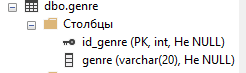 dbo.genre
Столбцы
id_genre (PK, int, Не NULL)
genre (varchar(20), Не NULL)